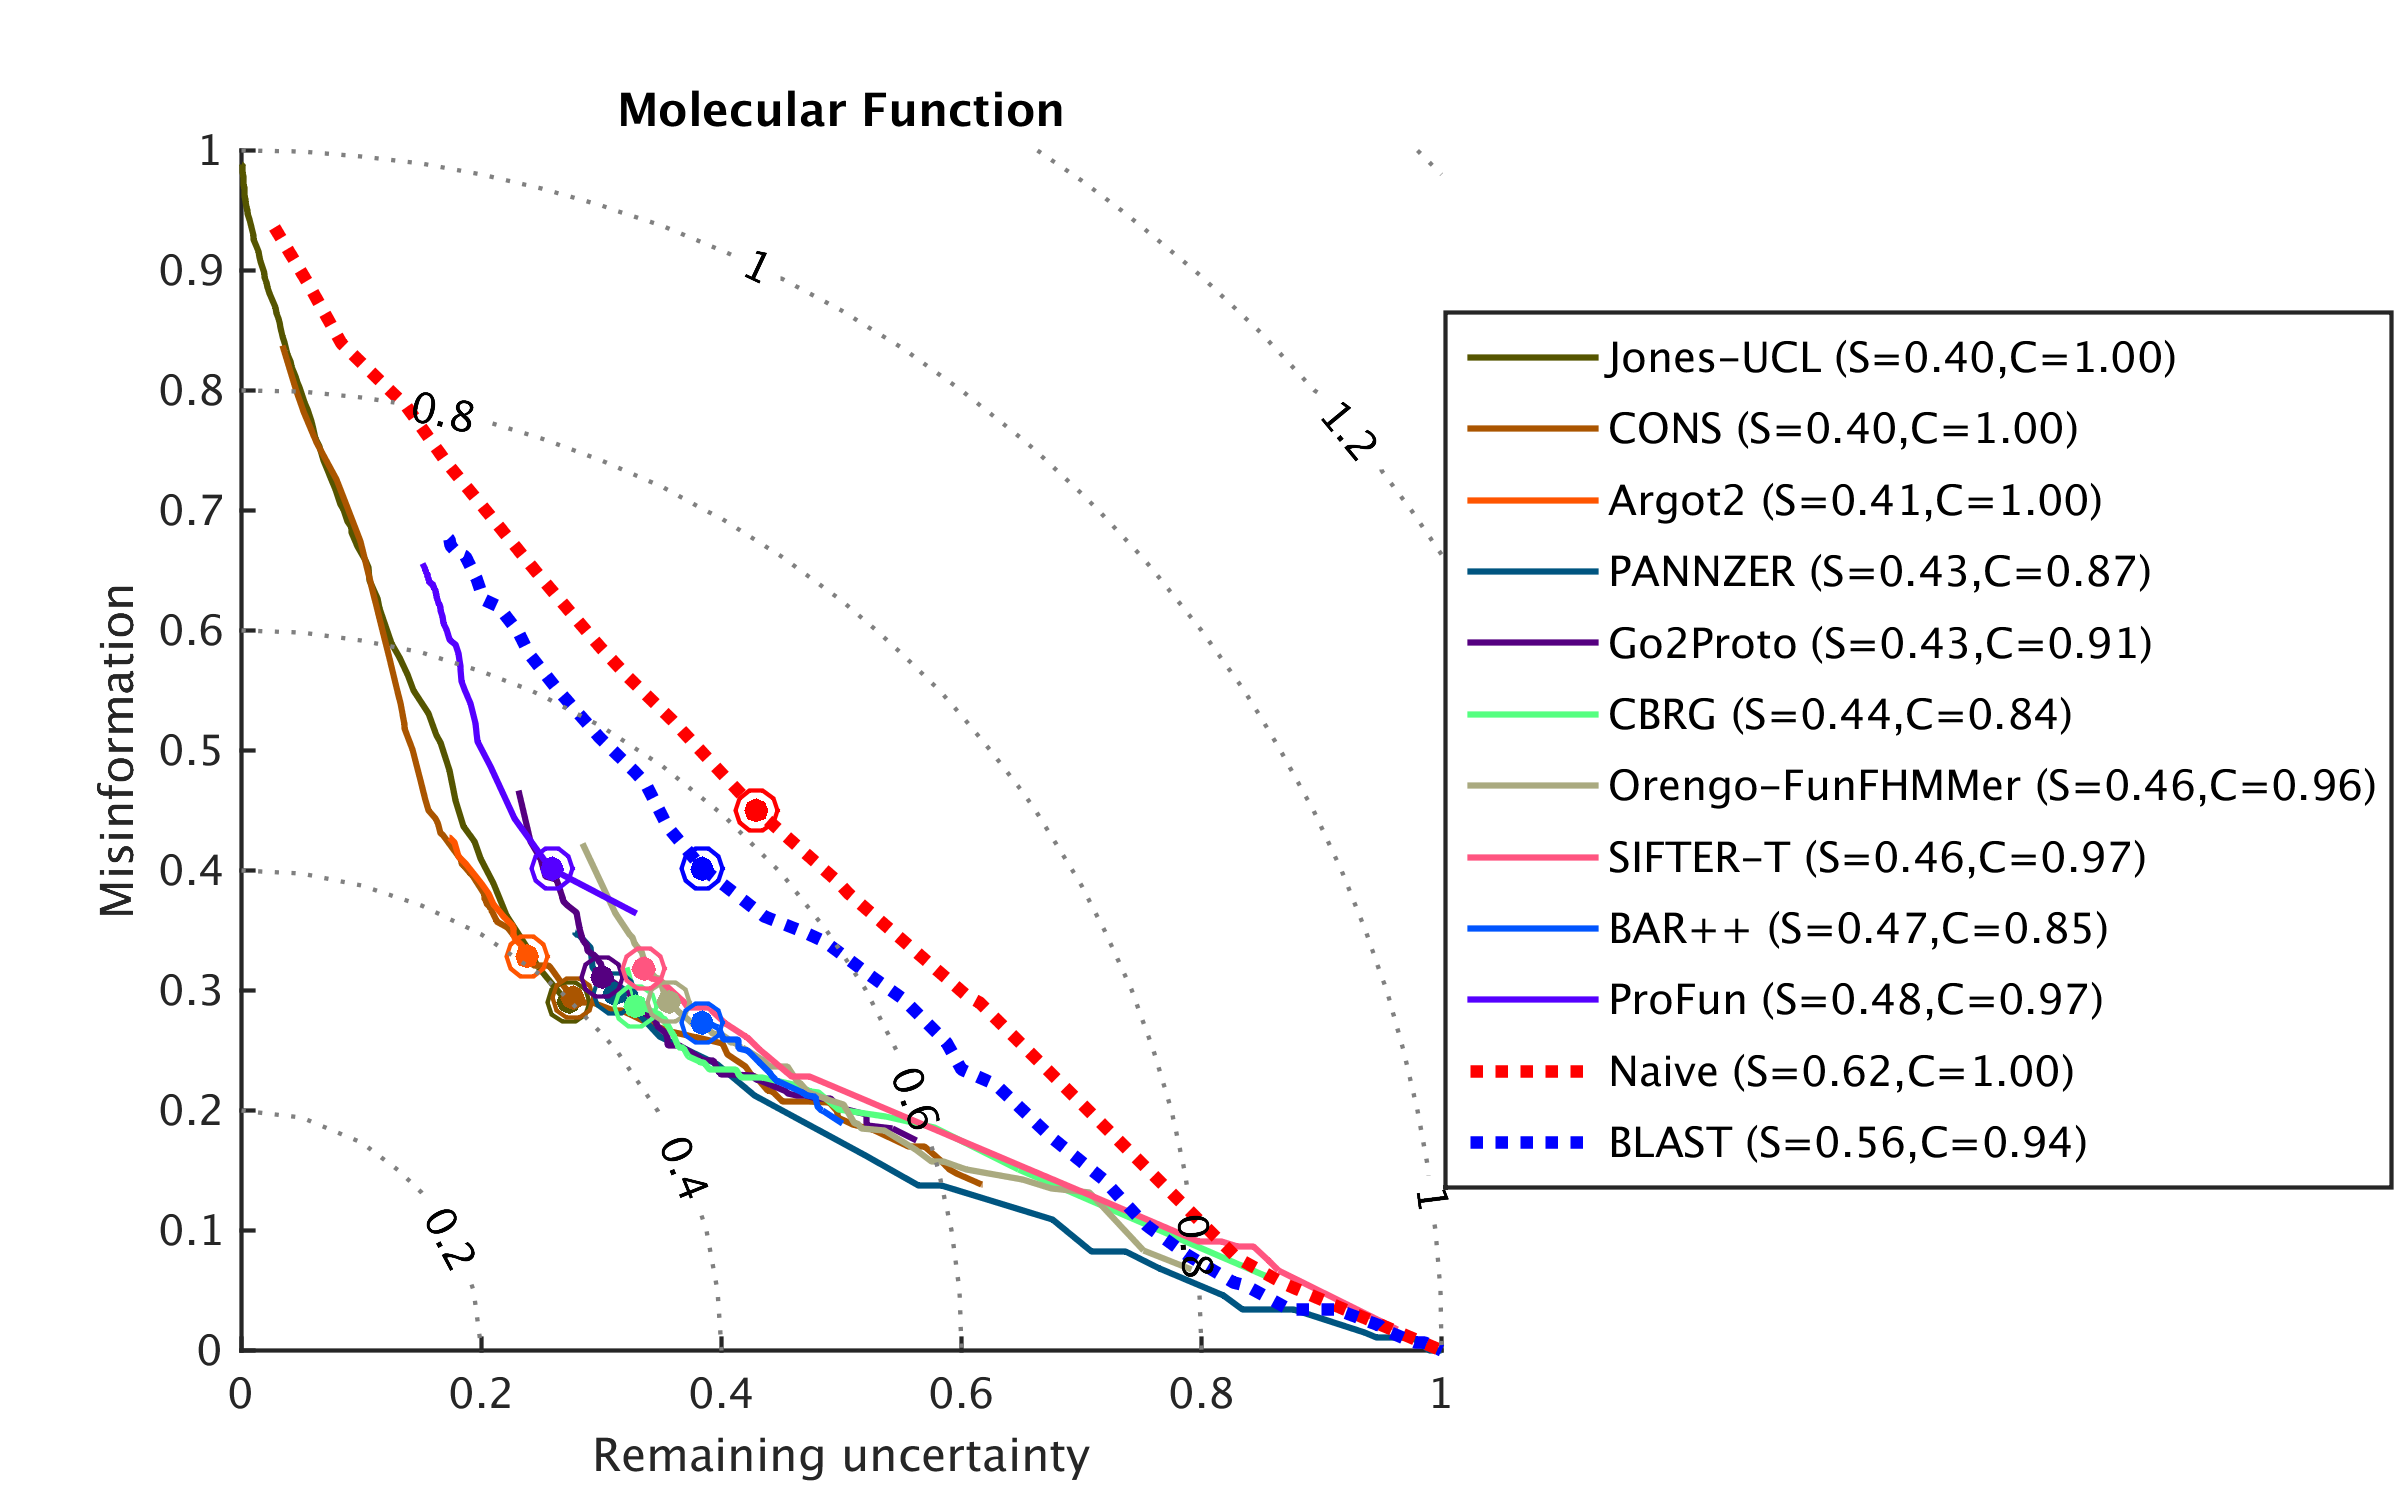 Molecular Function
1
0.9
0.8
0.7
0.6
0.5
0.4
0.3
0.2
0.1
0
Misinformation
0
0.2
0.4
0.6
0.8
1
Remaining uncertainty
1
0.8
1.2
0.6
0.4
0.2
0.8
1
Jones-UCL (S=0.40,C=1.00)
CONS (S=0.40,C=1.00)
Argot2 (S=0.41,C=1.00)
PANNZER (S=0.43,C=0.87)
Go2Proto (S=0.43,C=0.91)
CBRG (S=0.44,C=0.84)
Orengo-FunFHMMer (S=0.46,C=0.96)
SIFTER-T (S=0.46,C=0.97)
BAR++ (S=0.47,C=0.85)
ProFun (S=0.48,C=0.97)
Naive (S=0.62,C=1.00)
BLAST (S=0.56,C=0.94)